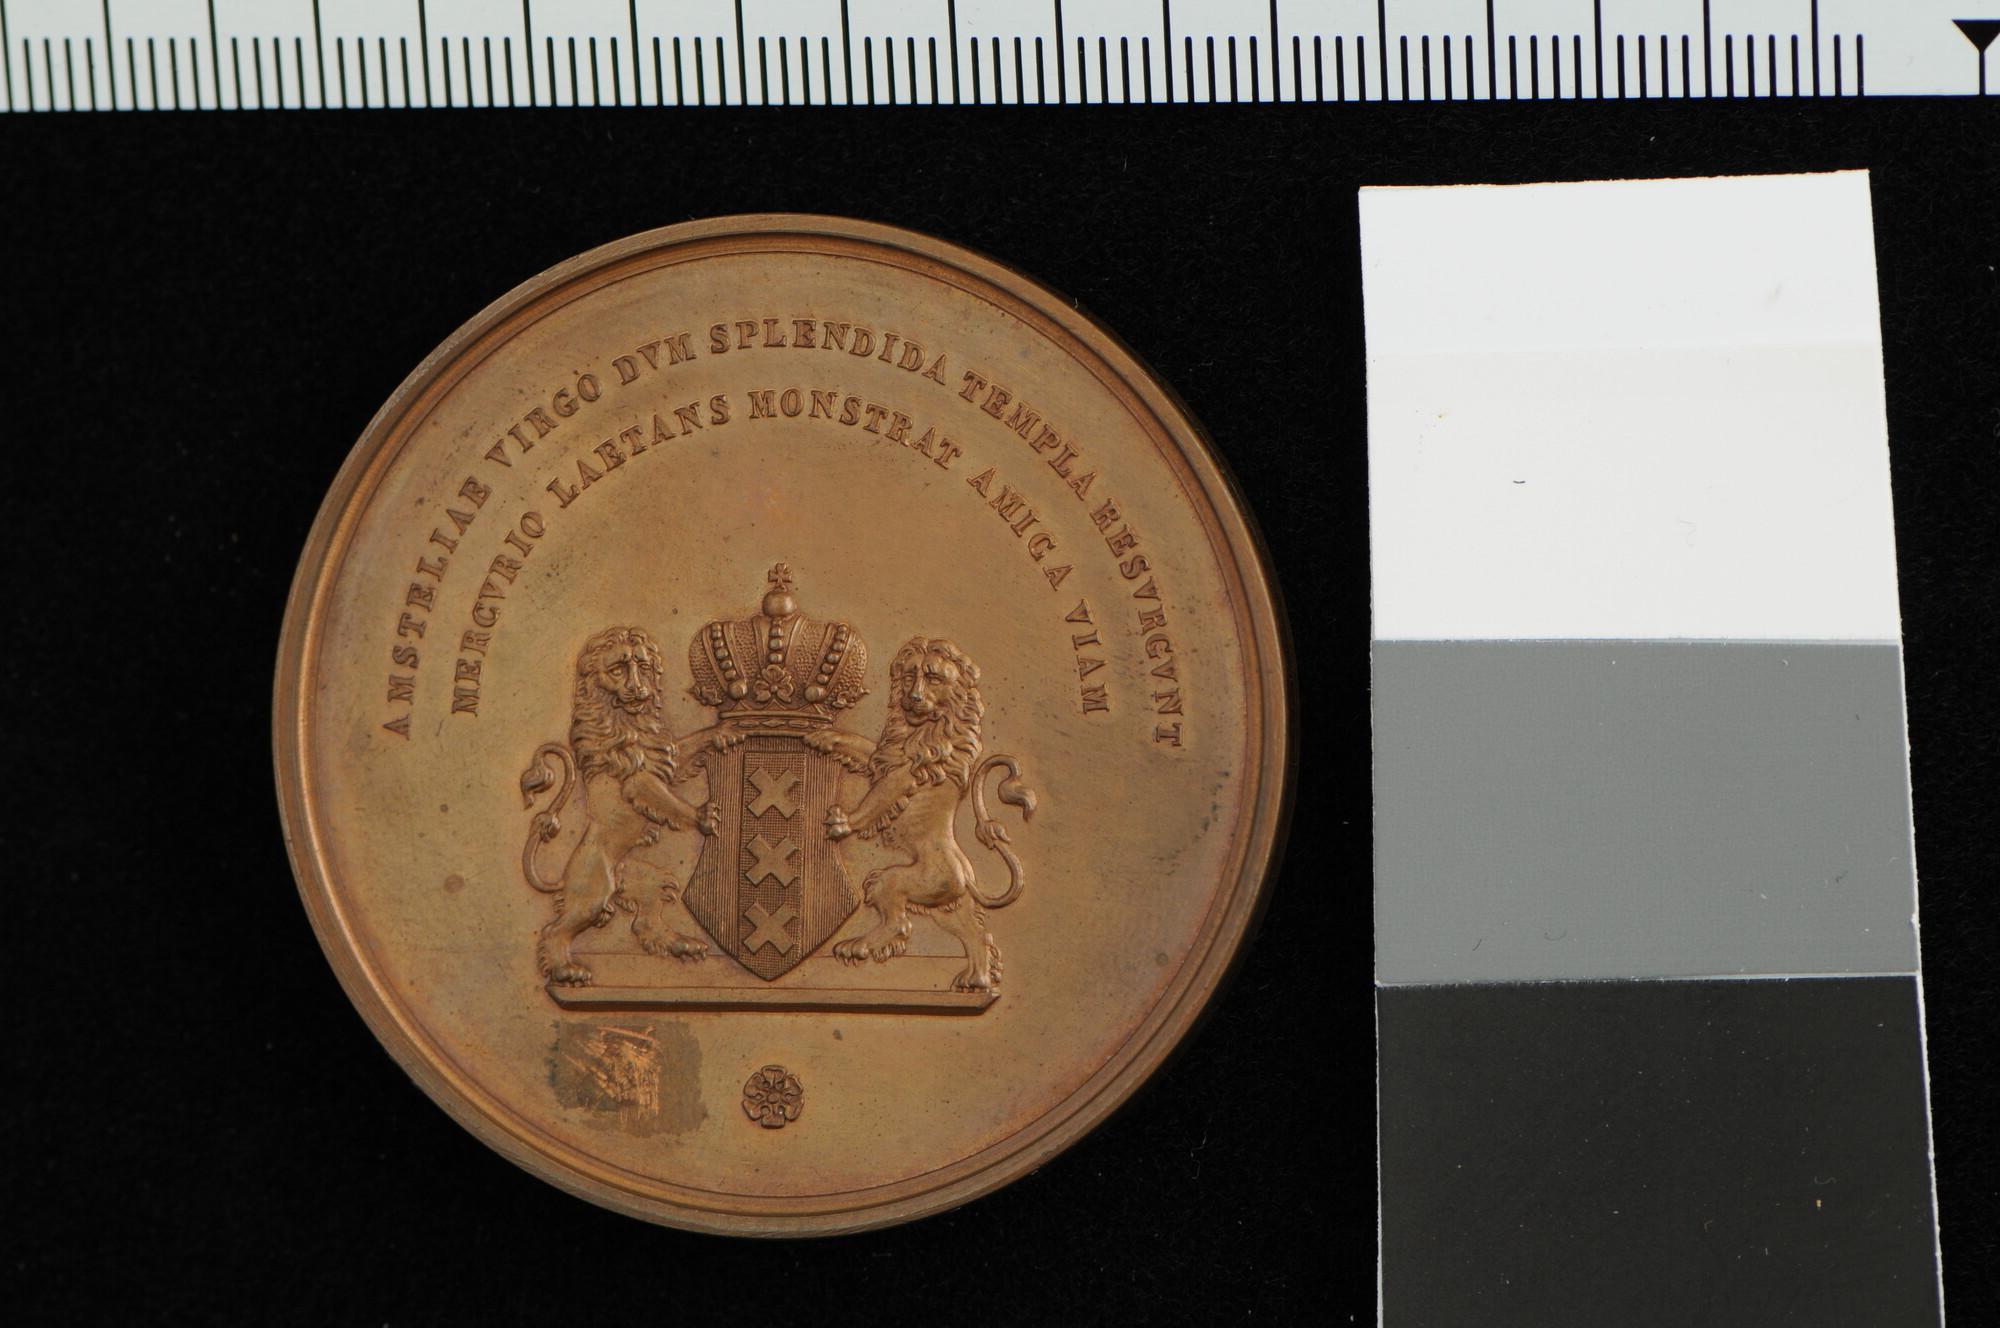 AMSTELIAE VIRGO DVM SPLENDIDA TEMPLA RESVRGVNT
MERCVRIO LAETANS MONSTRAT AMICA VIAM